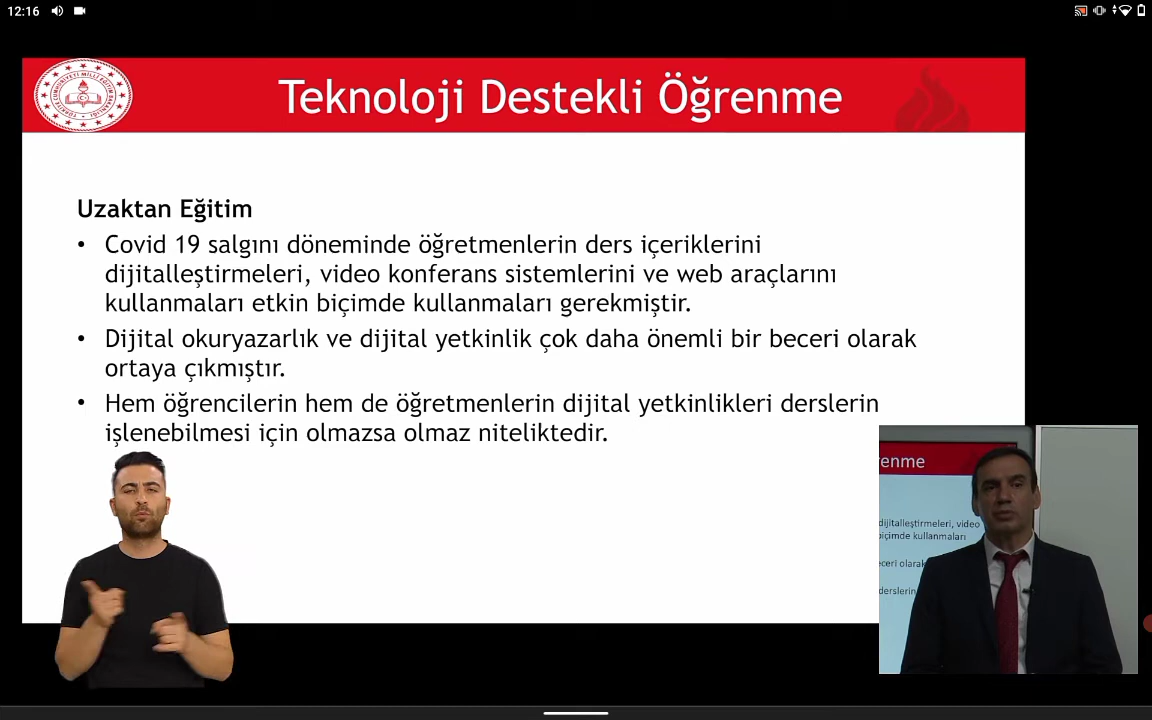 12:16
Teknoloji Destekli Öğrenme
Uzaktan Eğitim
• Covid 19 salgını döneminde öğretmenlerin ders içeriklerini
dijitalleştirmeleri, video konferans sistemlerini ve web araçlarını
kullanmaları etkin biçimde kullanmaları gerekmiştir.
• Dijital okuryazarlık ve dijital yetkinlik çok daha önemli bir beceri olarak
ortaya çıkmıştır.
• Hem öğrencilerin hem de öğretmenlerin dijital yetkinlikleri derslerin
işlenebilmesi için olmazsa olmaz niteliktedir.
renme
dijitalleştirmeleri, video
biçimde kullanmaları
ceri olarak
derslerin